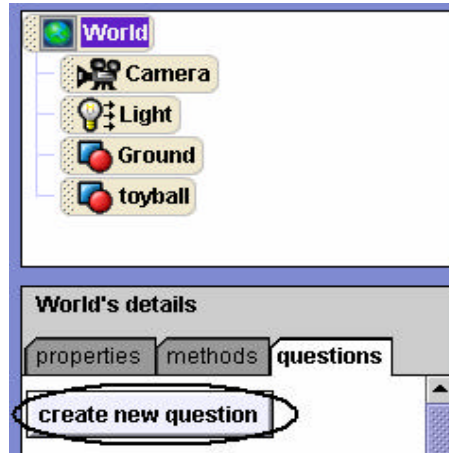 World
Camera
Light
Ground
toyball
World's details
properties methods questions
create new question